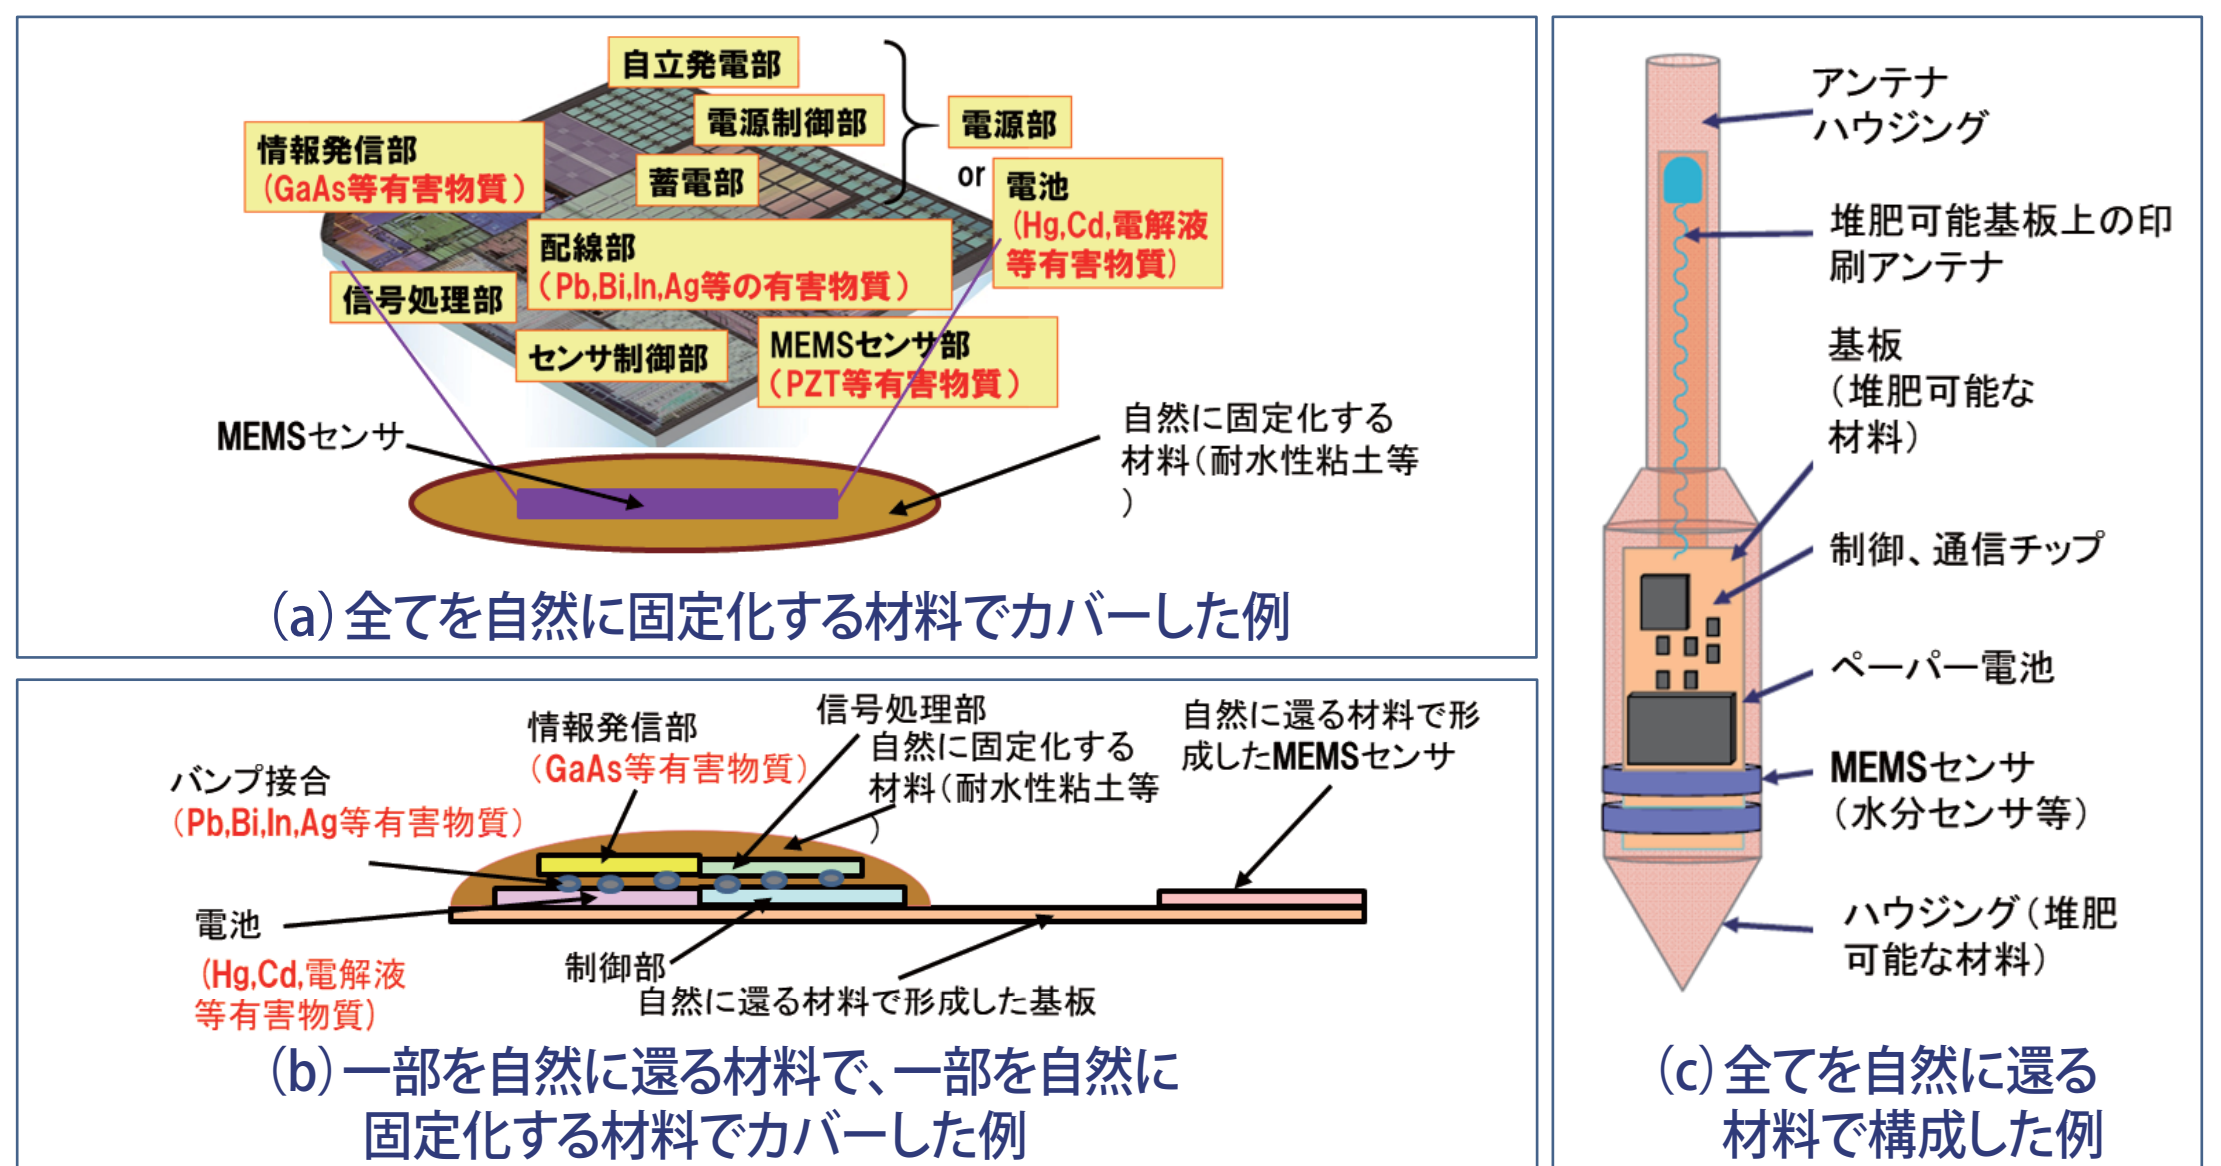 自立発電部
電源制御部
電源部
情報発信部
（GaAs等有害物質）
蓄電部
or
電池
(Hg,Cd,電解液
等有害物質)
配線部
（Pb,Bi,In,Ag等の有害物質）
信号処理部
センサ制御部
MEMSセンサ部
（PZT等有害物質）
MEMSセンサ
自然に固定化する
材料（耐水性粘土等
）
（a）全てを自然に固定化する材料でカバーした例
情報発信部
（GaAs等有害物質）
信号処理部
自然に固定化する
材料（耐水性粘土等
）
自然に還る材料で形
成したMEMSセンサ
バンプ接合
（Pb,Bi,In,Ag等有害物質）
電池
(Hg,Cd,電解液
等有害物質)
制御部
自然に還る材料で形成した基板
（b）一部を自然に還る材料で、一部を自然に
固定化する材料でカバーした例
アンテナ
ハウジング
堆肥可能基板上の印
刷アンテナ
基板
（堆肥可能な
材料）
制御、通信チップ
ペーパー電池
MEMSセンサ
（水分センサ等）
ハウジング（堆肥
可能な材料）
（c）全てを自然に還る
材料で構成した例